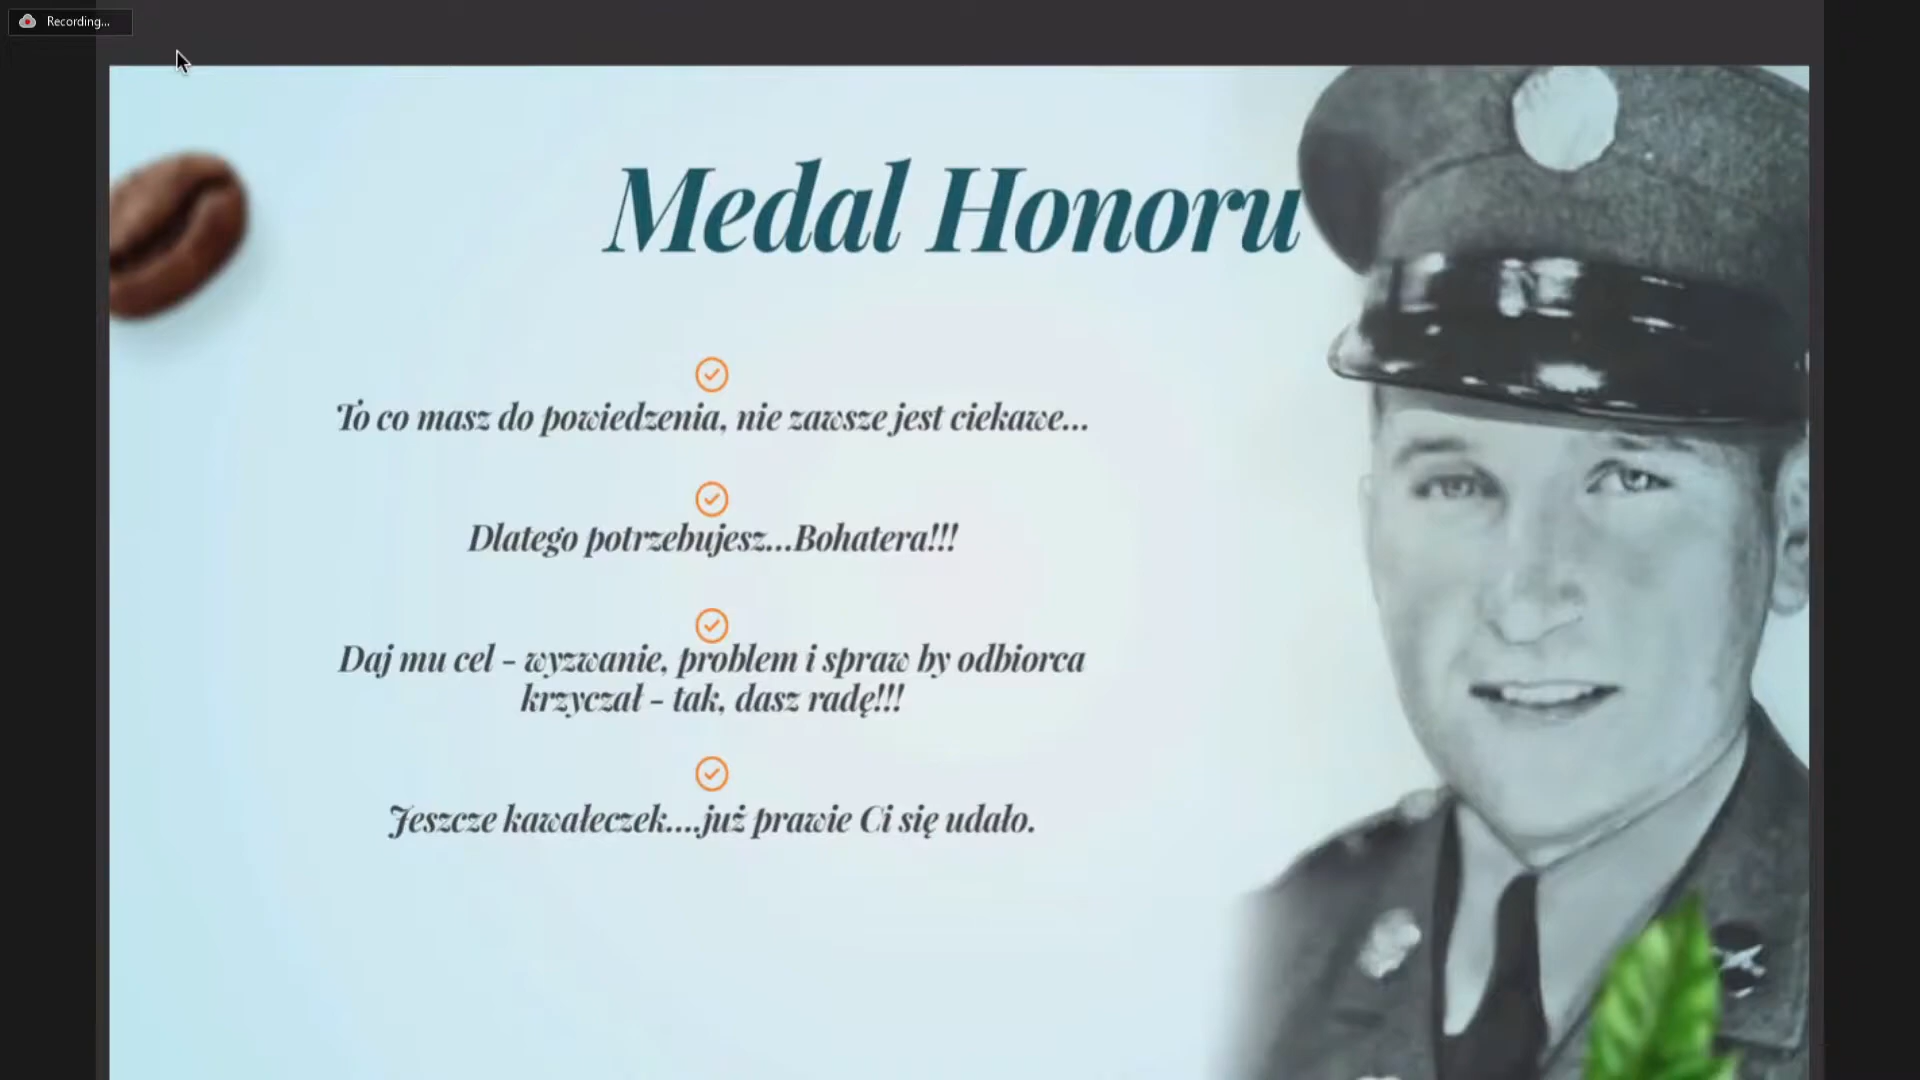 Recording...
Medal Honoru
To co masz do powiedzenia, nie zawsze jest ciekawe...
Dlatego potrzebujesz...Bohatera!!!
Daj mu cel - wyzwanie, problem i spraw by odbiorca
krzyczał - tak, dasz radę!!!
Jeszcze kawałeczek....już prawie Ci się udało.